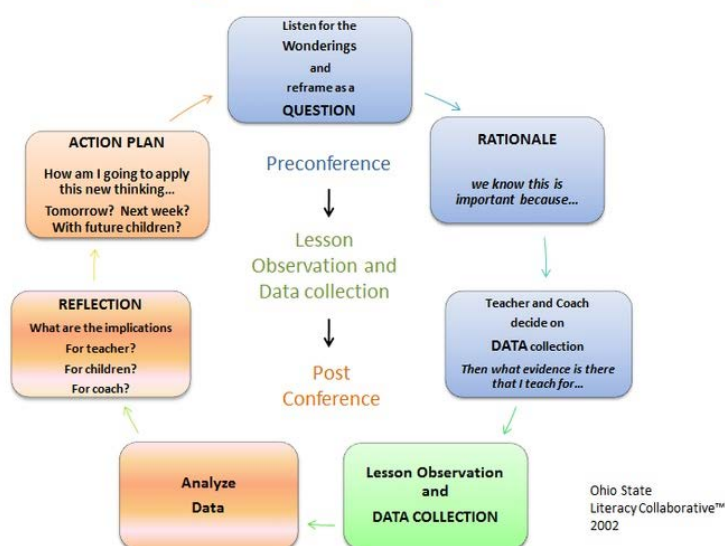 Listen for the
Wonderings
and
reframe as a
QUESTION
RATIONALE
we know this is
important because...
Teacher and Coach
decide on
DATA collection
Then what evidence is there
that I teach for...
Lesson Observation
and
DATA COLLECTION
Analyze
Data
REFLECTION
What are the implications
For teacher?
For children?
For coach?
ACTION PLAN
How am I going to apply
this new thinking...
Tomorrow? Next week?
With future children?
Preconference
Lesson
Observation and
Data collection
Post
Conference
Ohio State
Literacy Collaborative™
2002